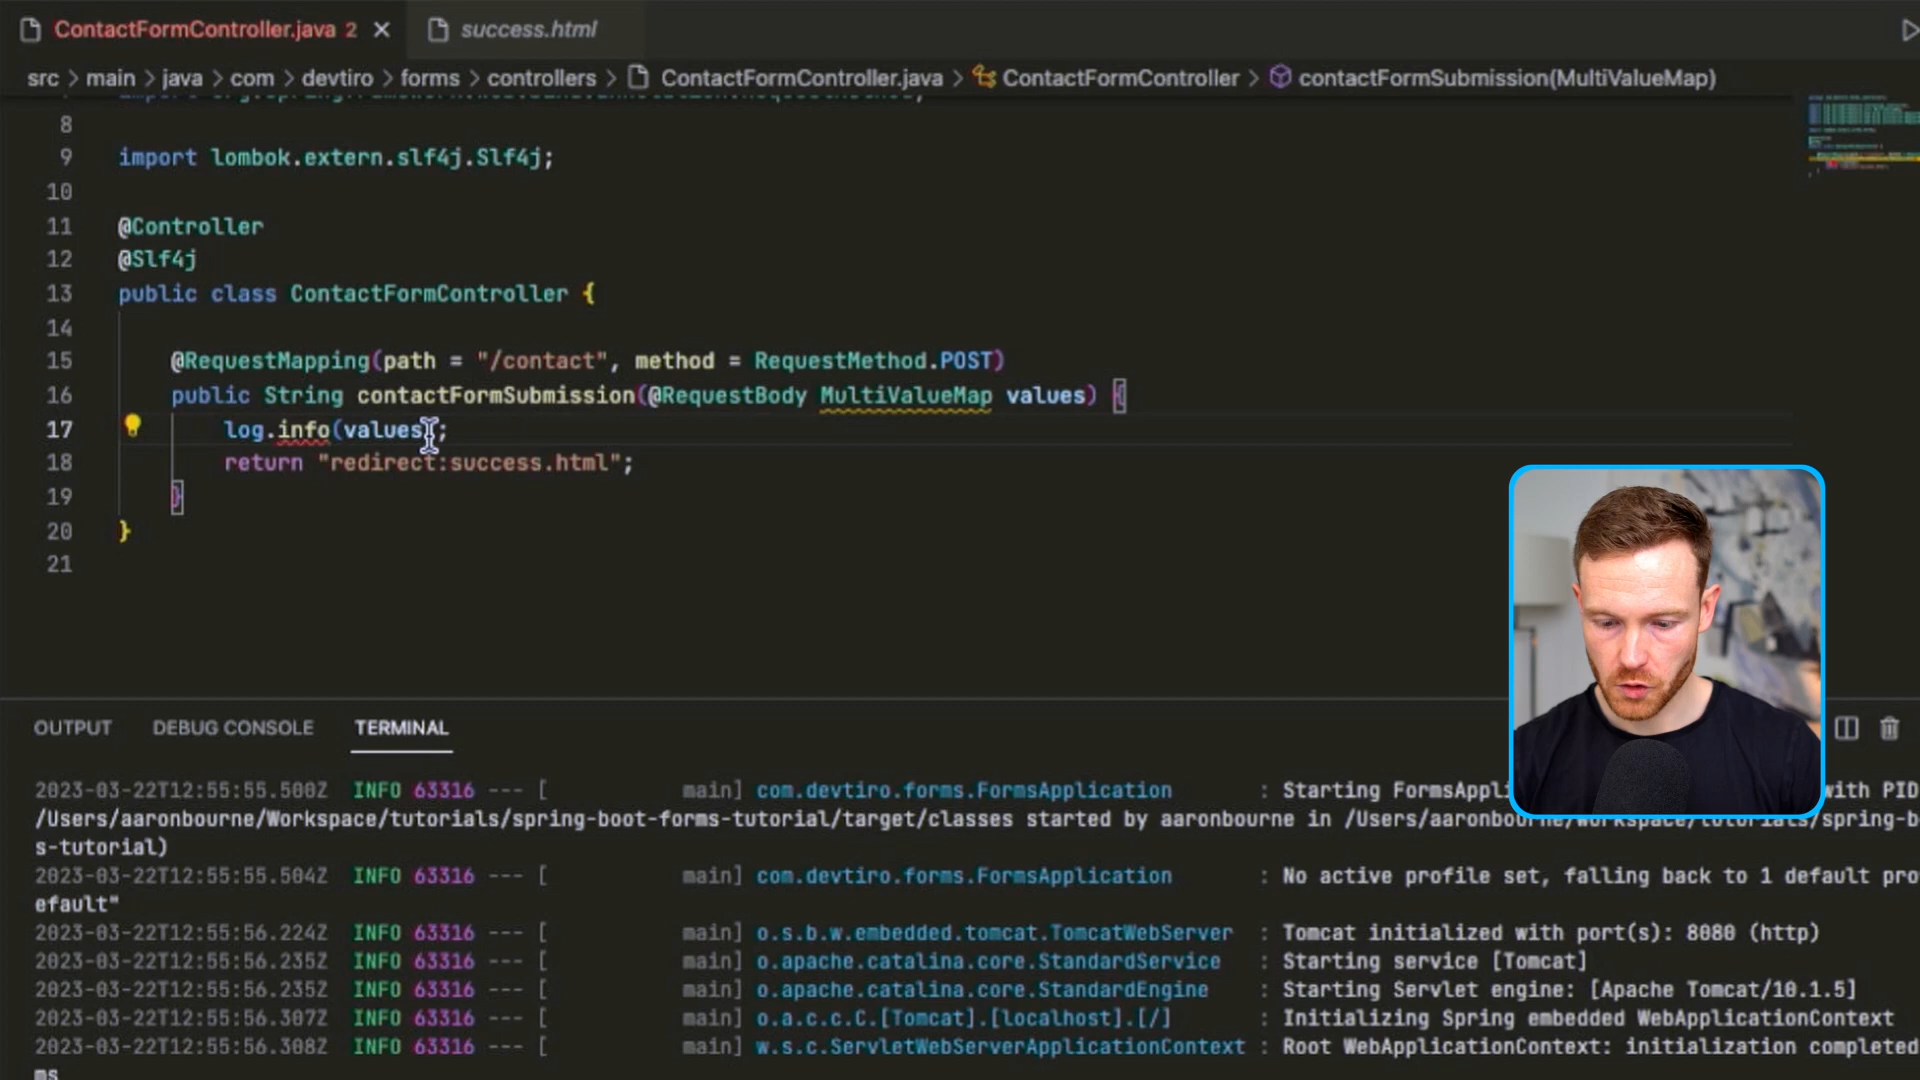 ContactFormController.java 2
success.html
src > main > java > com > devtiro > forms > controllers > ContactFormController.java > ContactFormController > contactFormSubmission(MultiValueMap)
8
9 import lombok.extern.slf4j.Slf4j;
10
11 @Controller
12 @Slf4j
13 public class ContactFormController {
14
15 @RequestMapping(path = "/contact", method = RequestMethod.POST)
16 public String contactFormSubmission(@RequestBody MultiValueMap values) {
17 log.info(values);
18 return "redirect:success.html";
19 }
20 }
21
OUTPUT DEBUG CONSOLE TERMINAL
2023-03-22T12:55:55.500Z INFO 63316 --- [ main] com.devtiro.forms.FormsApplication : Starting FormsAppli with PID
/Users/aaronbourne/Workspace/tutorials/spring-boot-forms-tutorial/target/classes started by aaronbourne in /Users/aaronbourne/Workspace/tutorials/spring-b
s-tutorial)
2023-03-22T12:55:55.504Z INFO 63316 --- [ main] com.devtiro.forms.FormsApplication : No active profile set, falling back to 1 default pro
efault"
2023-03-22T12:55:56.224Z INFO 63316 --- [ main] o.s.b.w.embedded.tomcat.TomcatWebServer : Tomcat initialized with port(s): 8080 (http)
2023-03-22T12:55:56.235Z INFO 63316 --- [ main] o.apache.catalina.core.StandardService : Starting service [Tomcat]
2023-03-22T12:55:56.235Z INFO 63316 --- [ main] o.apache.catalina.core.StandardEngine : Starting Servlet engine: [Apache Tomcat/10.1.5]
2023-03-22T12:55:56.307Z INFO 63316 --- [ main] o.a.c.c.C.[Tomcat].[localhost].[/] : Initializing Spring embedded WebApplicationContext
2023-03-22T12:55:56.308Z INFO 63316 --- [ main] w.s.c.ServletWebServerApplicationContext : Root WebApplicationContext: initialization completed
ms